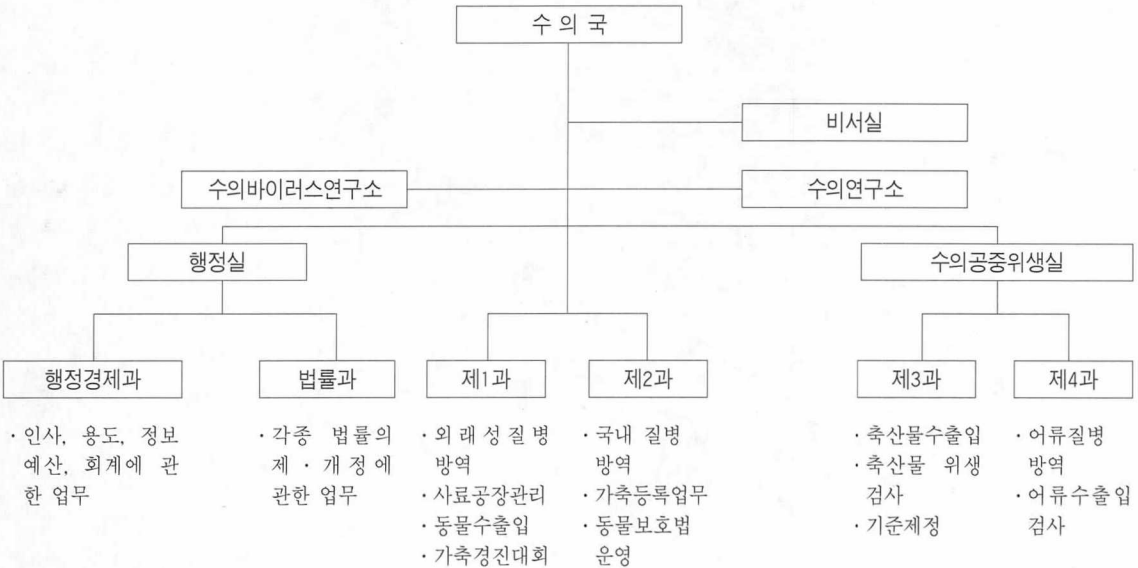 수 의 국
비서실
수의바이러스연구소
수의연구소
행정실
수의공중위생실
행정경제과
법률과
제1과
제2과
제3과
제4과
· 인사, 용도, 정보
예산, 회계에 관
한 업무
· 각종 법률의
제 · 개정에
관한 업무
· 외래성질병
방역
· 사료공장관리
· 동물수출입
· 가축경진대회
· 국내 질병
방역
· 가축등록업무
· 동물보호법
운영
· 축산물수출입
· 축산물 위생
검사
· 기준제정
· 어류질병
방역
· 어류수출입
검사